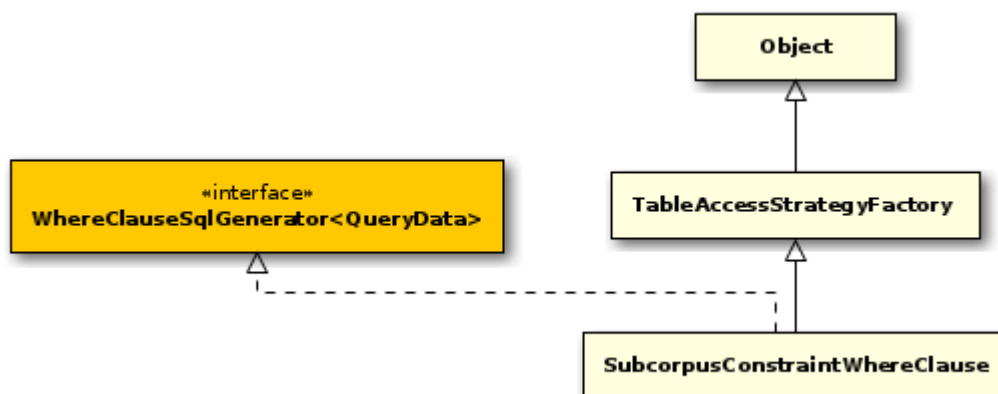 Object
«interface»
WhereClauseSqlGenerator<QueryData>
TableAccessStrategyFactory
SubcorpusConstraintWhereClause